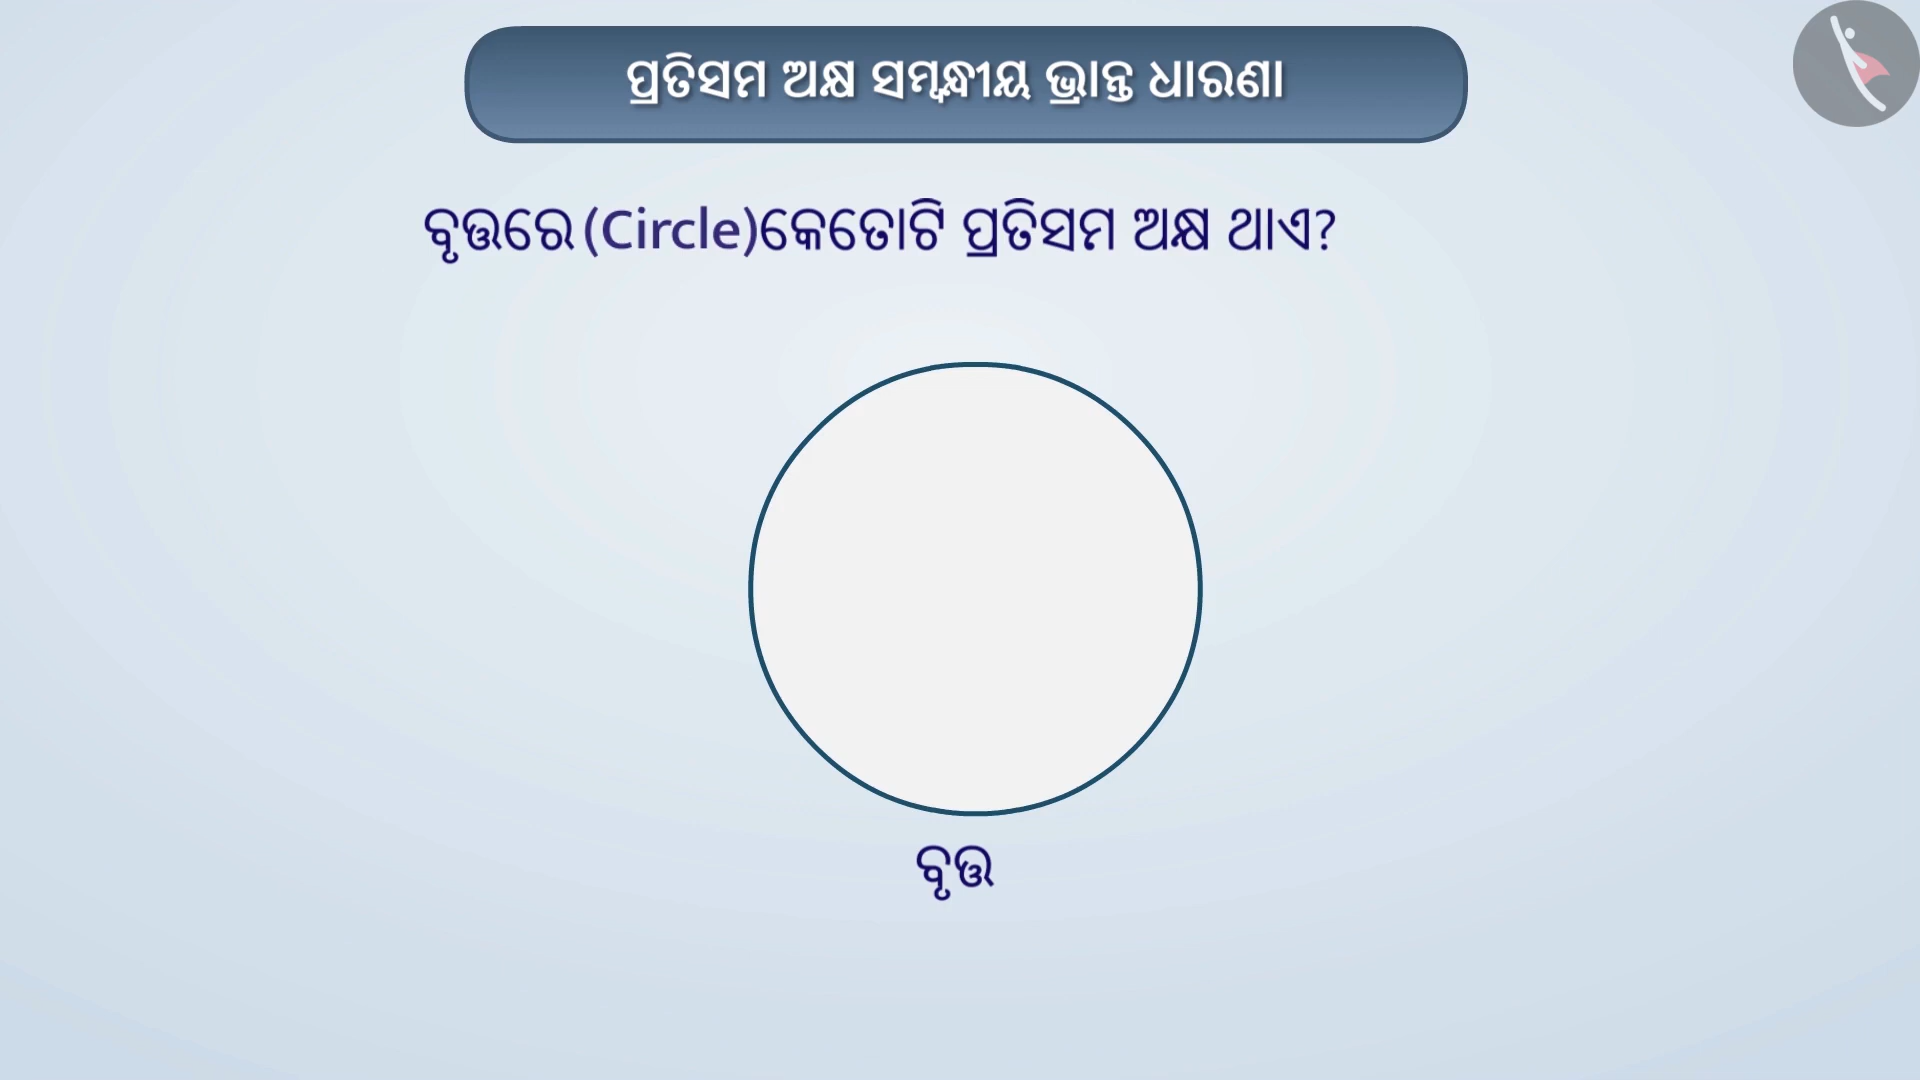 ପ୍ରତିସମ ଅକ୍ଷ ସମ୍ବନ୍ଧୀୟ ଭ୍ରାନ୍ତ ଧାରଣା
ବୃତ୍ତରେ (Circle)କେତୋଟି ପ୍ରତିସମ ଅକ୍ଷ ଥାଏ?
ବୃତ୍ତ